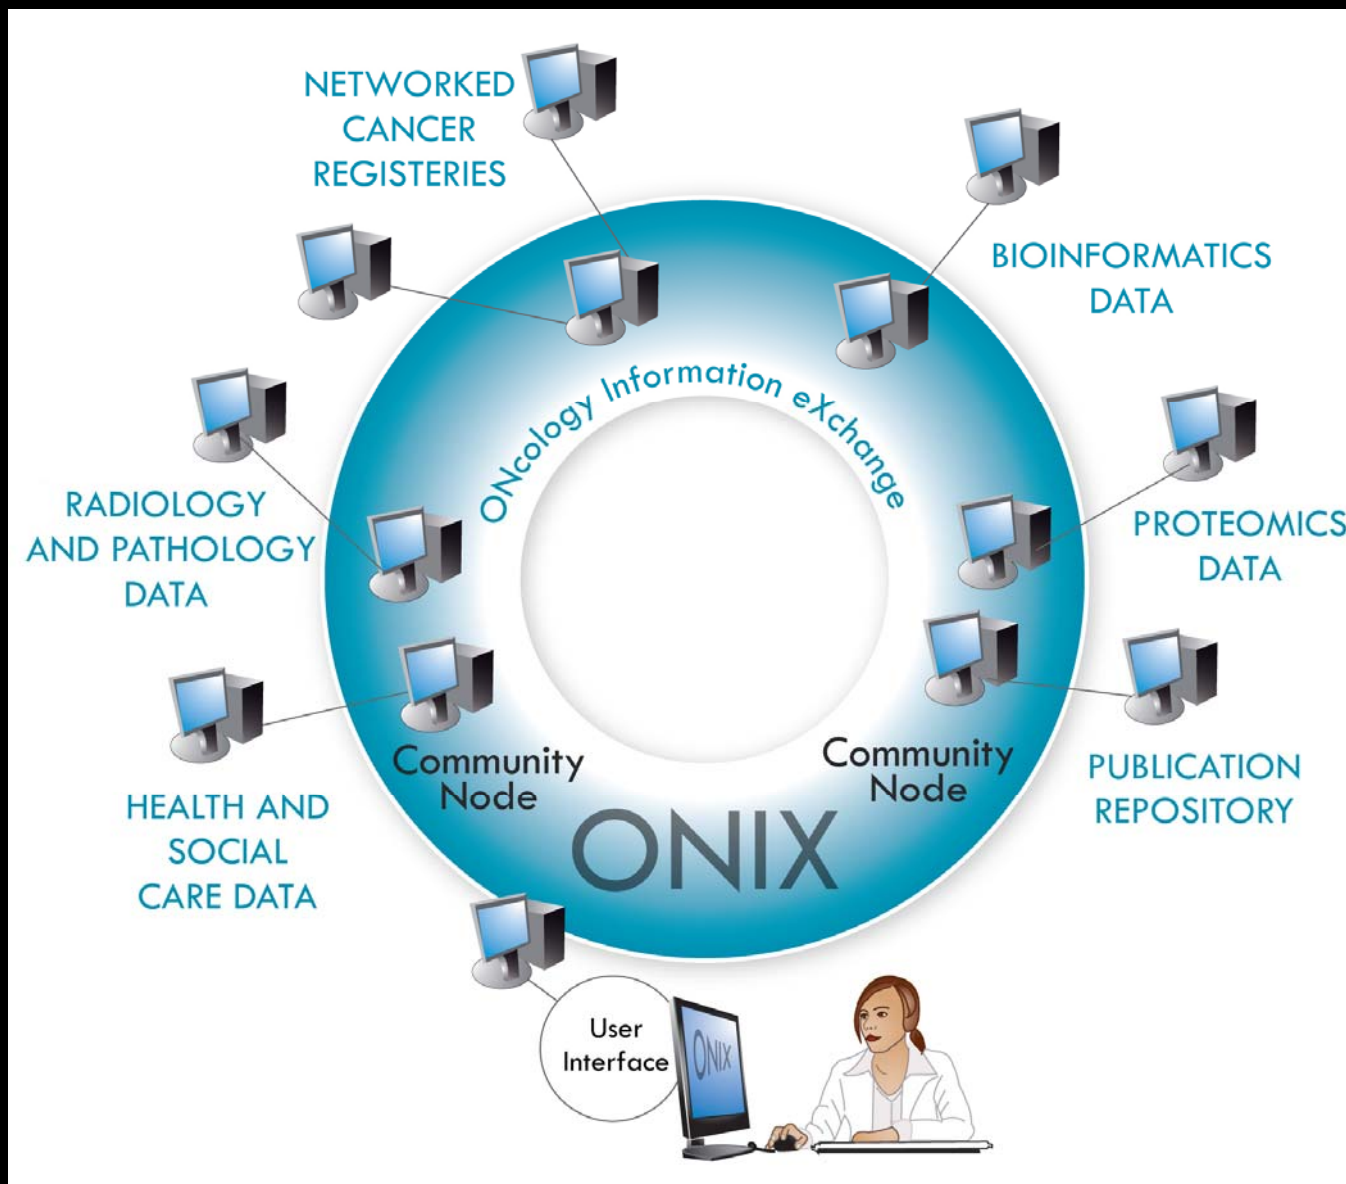 NETWORKED
CANCER
REGISTERIES
BIOINFORMATICS
DATA
ONcology Information eXchange
RADIOLOGY
AND PATHOLOGY
DATA
PROTEOMICS
DATA
Community
Node
Community
Node
PUBLICATION
REPOSITORY
HEALTH AND
SOCIAL
CARE DATA
ONIX
User
Interface
ONIX